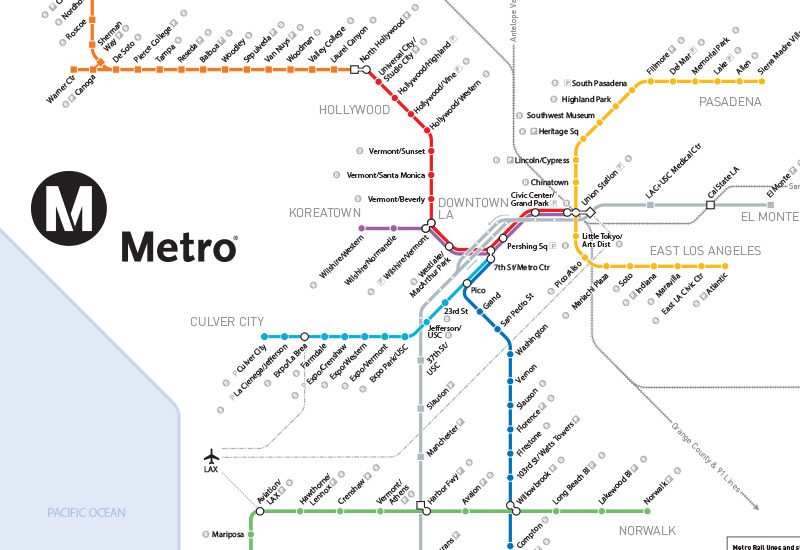 Nordho
Roscoe
Sherman
Way
De Soto
Pierce College
Tampa
Reseda
Balboa
Woodley
Sepulveda
Van Nuys
Woodman
Valley College
Laurel Canyon
North Hollywood
Universal City/
Studio City
Hollywood/Highland
Hollywood/Vine
Hollywood/Western
Warner Ctr
Canoga
HOLLYWOOD
Vermont/Sunset
Vermont/Santa Monica
Vermont/Beverly
KOREATOWN
DOWNTOWN
LA
Wilshire/Western
Wilshire/Normandie
Wilshire/Vermont
Westlake/
MacArthur Park
Civic Center/
Grand Park
Pershing Sq
7th St/Metro Ctr
Union Station
Antelope Va
Fillmore
Del Mar
Memorial Park
Lake
Allen
Sierra Madre Villa
PASADENA
South Pasadena
Highland Park
Southwest Museum
Heritage Sq
Lincoln/Cypress
Chinatown
LAC+USC Medical Ctr
Cal State LA
El Monte
San
EL MONTE
Little Tokyo/
Arts Dist
EAST LOS ANGELES
Pico/Aliso
Mariachi Plaza
Soto
Indiana
Maravilla
East LA Civic Ctr
Atlantic
M
Metro
CULVER CITY
Culver City
La Cienega/Jefferson
Expo/La Brea
Farmdale
Expo/Crenshaw
Expo/Western
Expo/Vermont
Expo Park/USC
Jefferson/
USC
23rd St
Pico
Grand
San Pedro St
Washington
Vernon
Slauson
Florence
Firestone
103rd St/Watts Towers
Willowbrook
Compton
37th St/
USC
Slauson
Manchester
Harbor Fwy
LAX
Aviation/
LAX
Hawthorne/
Lennox
Crenshaw
Vermont/
Athens
Avalon
Long Beach Bl
Lakewood Bl
Norwalk
NORWALK
Mariposa
PACIFIC OCEAN
Orange County & 91 Lines
Metro Rail lines and st